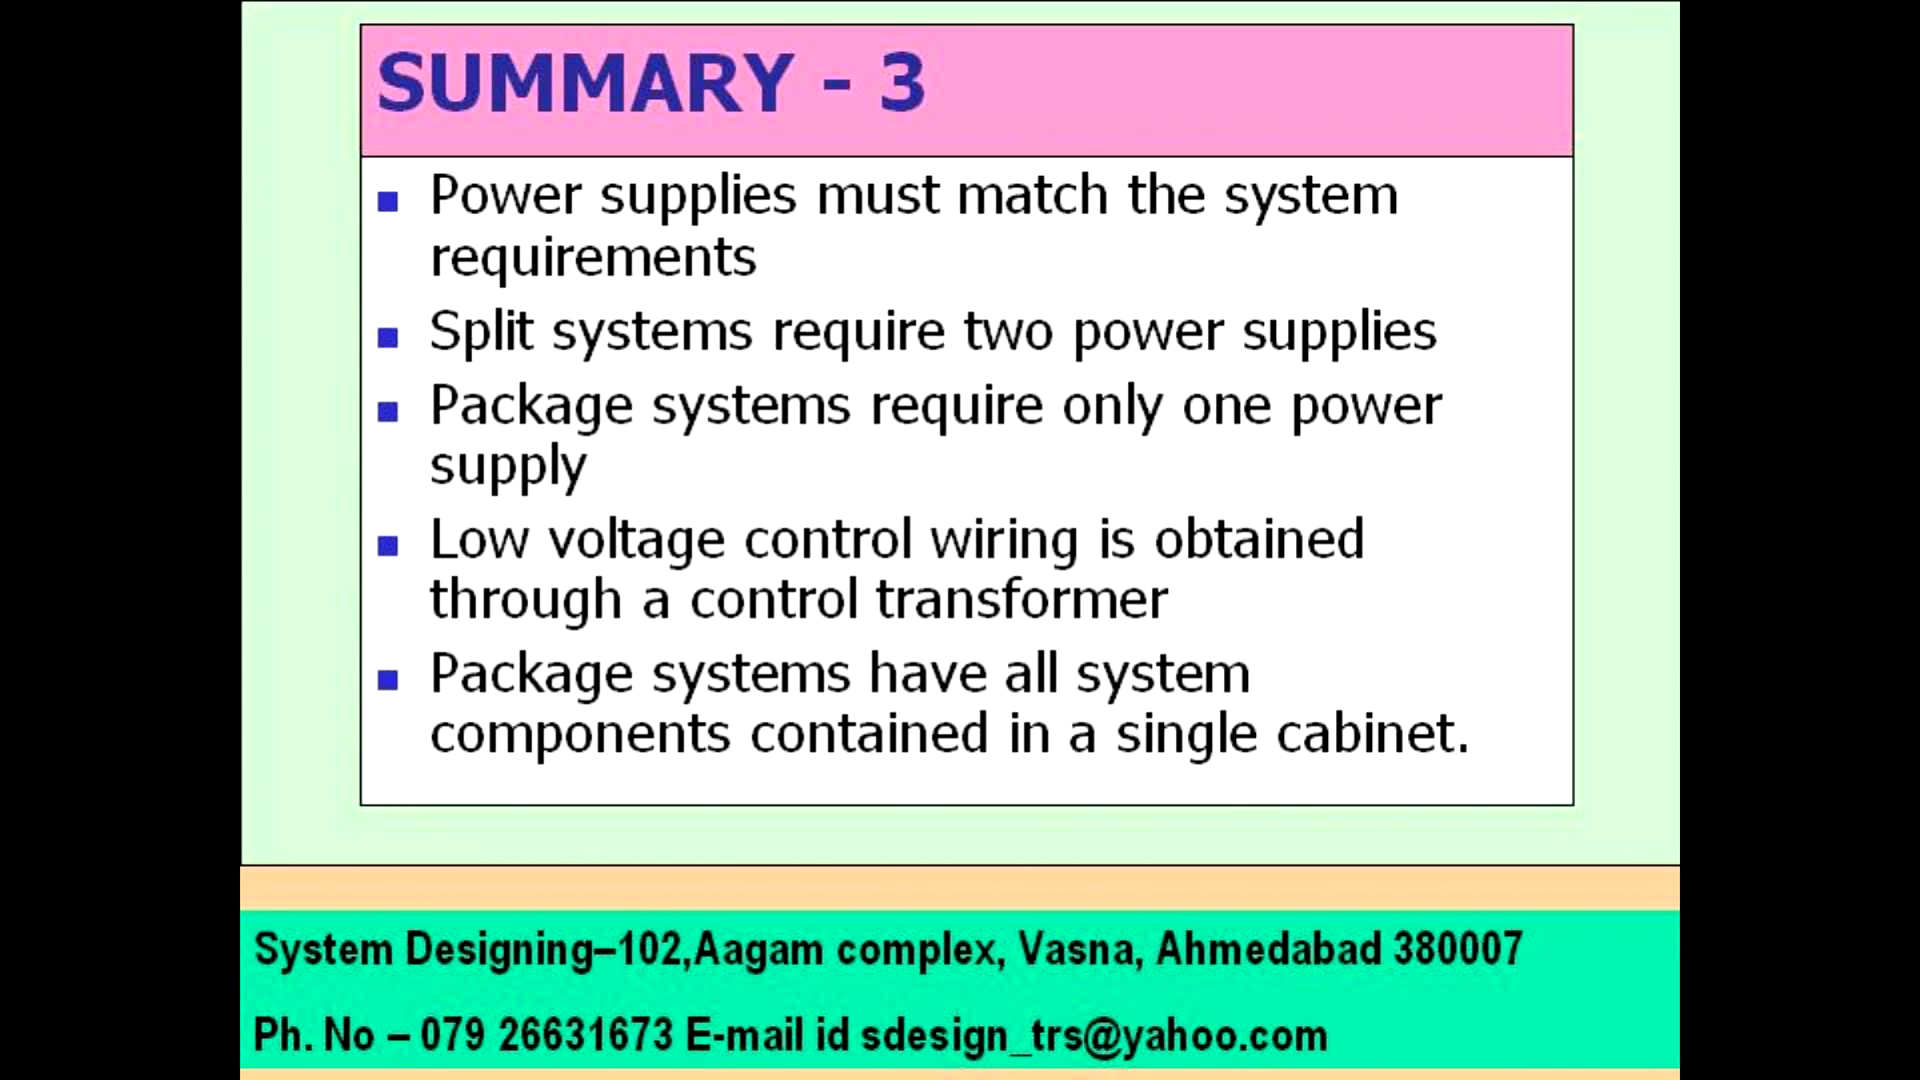 SUMMARY - 3
Power supplies must match the system
requirements
Split systems require two power supplies
Package systems require only one power
supply
Low voltage control wiring is obtained
through a control transformer
Package systems have all system
components contained in a single cabinet.
System Designing–102,Aagam complex, Vasna, Ahmedabad 380007
Ph. No – 079 26631673 E-mail id sdesign_trs@yahoo.com